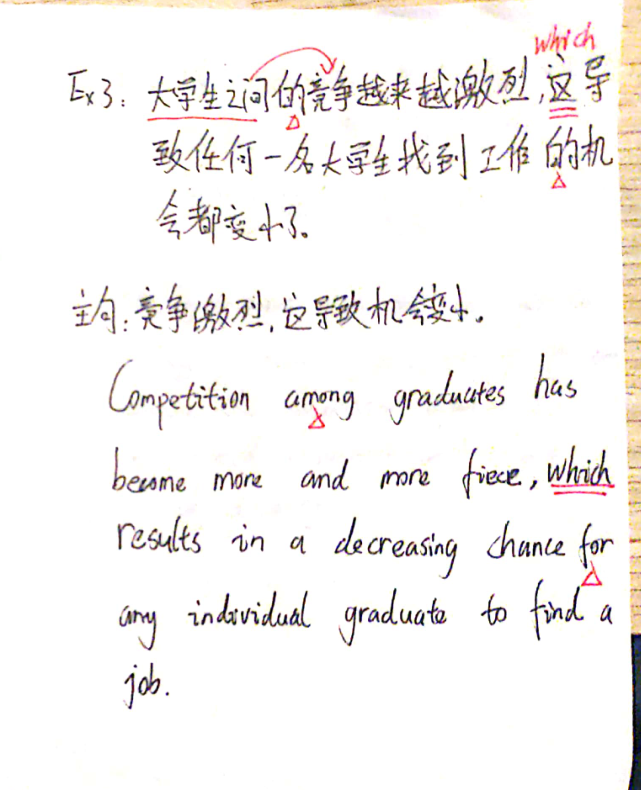 which
Ex3: 大学生之间的竞争越来越激烈,这导
致任何一名大学生找到工作的机
会都变小了。
主句:竞争激烈,这导致机会变小。
Competition among graduates has
become more and more fiece, which
results in a decreasing chance for
any individual graduate to find a
job.